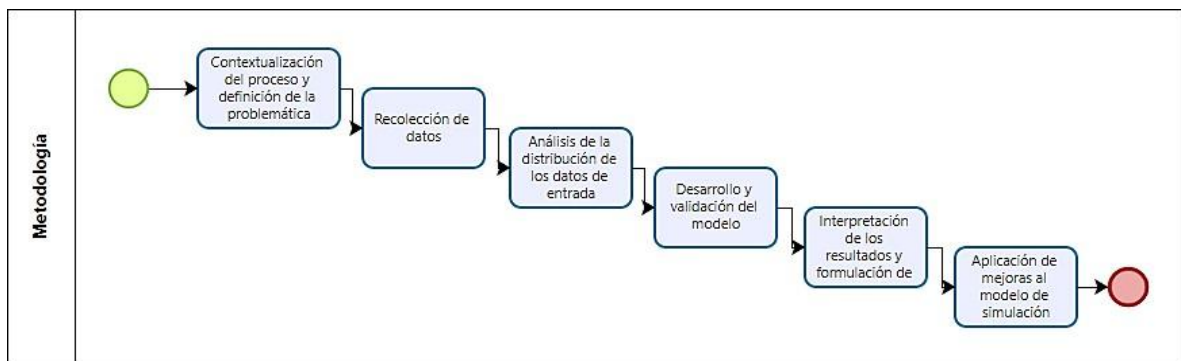 Metodología
Contextualización
del proceso y
definición de la
problemática
Recolección de
datos
Análisis de la
distribución de
los datos de
entrada
Desarrollo y
validación del
modelo
Interpretación
de los
resultados y
formulación de
Aplicación de
mejoras al
modelo de
simulación